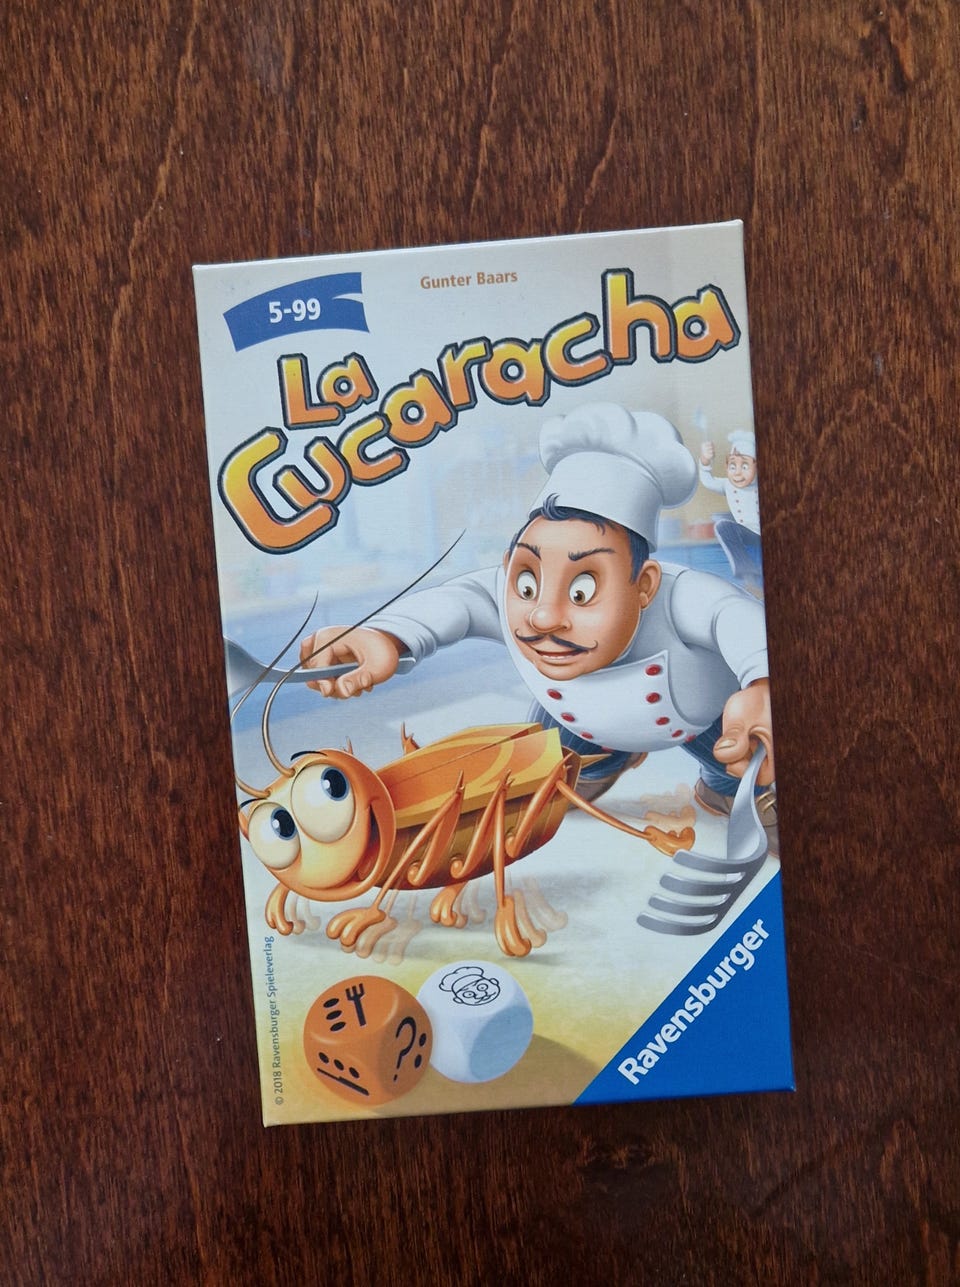 5-99
Gunter Baars
La
Cucaracha
© 2018 Ravensburger Spieleverlag
?
Ravensburger